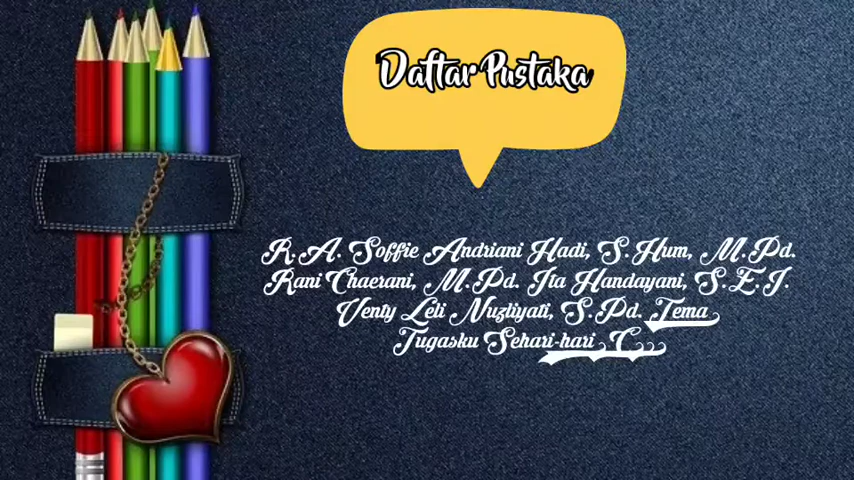 Daftar Pustaka
R.A. Soffie Andriani Hadi, S.Hum, M.Pd.
Rani Chaerani, M.Pd. Ita Handayani, S.E.I.
Venty Leli Nuzliyati, S.Pd. Tema
Tugasku Sehari-hari